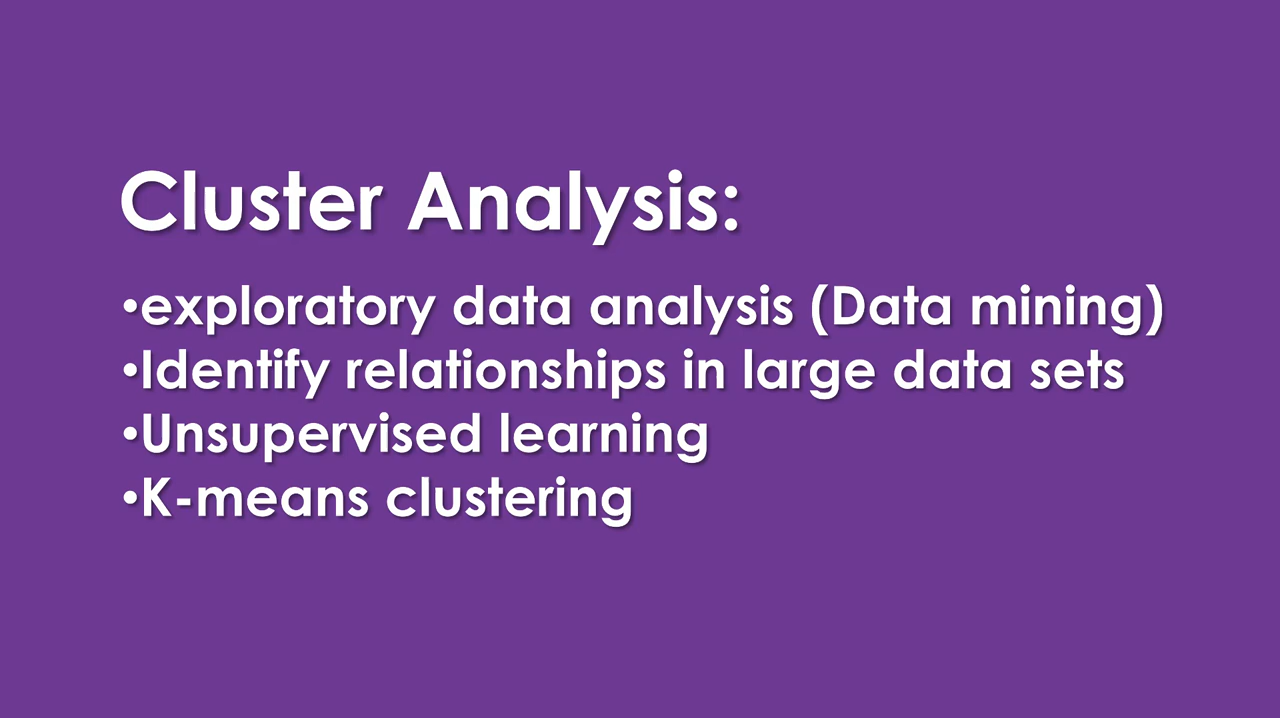 Cluster Analysis:
•exploratory data analysis (Data mining)
•Identify relationships in large data sets
•Unsupervised learning
•K-means clustering